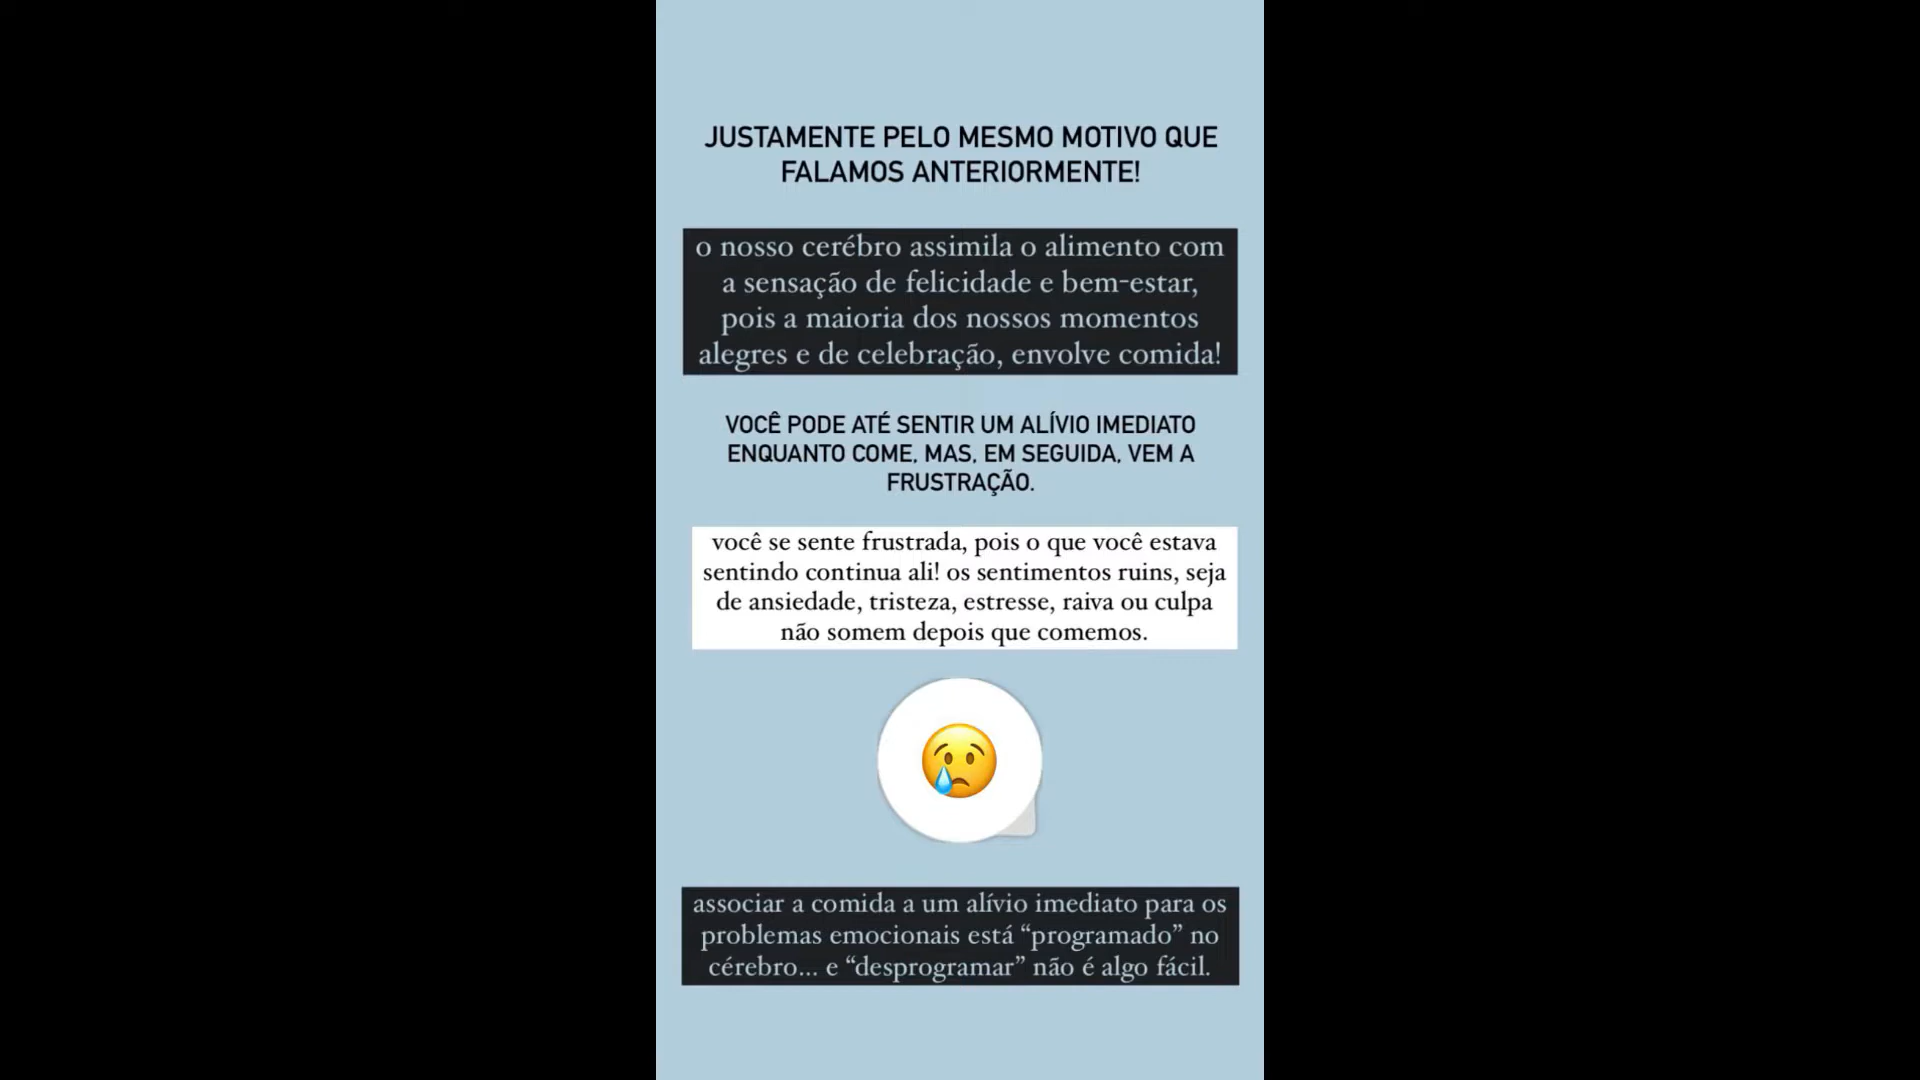 JUSTAMENTE PELO MESMO MOTIVO QUE
FALAMOS ANTERIORMENTE!
o nosso cerébro assimila o alimento com
a sensação de felicidade e bem-estar,
pois a maioria dos nossos momentos
alegres e de celebração, envolve comida!
VOCÊ PODE ATÉ SENTIR UM ALÍVIO IMEDIATO
ENQUANTO COME, MAS, EM SEGUIDA, VEM A
FRUSTRAÇÃO.
você se sente frustrada, pois o que você estava
sentindo continua ali! os sentimentos ruins, seja
de ansiedade, tristeza, estresse, raiva ou culpa
não somem depois que comemos.
associar a comida a um alívio imediato para os
problemas emocionais está “programado” no
cérebro... e “desprogramar” não é algo fácil.